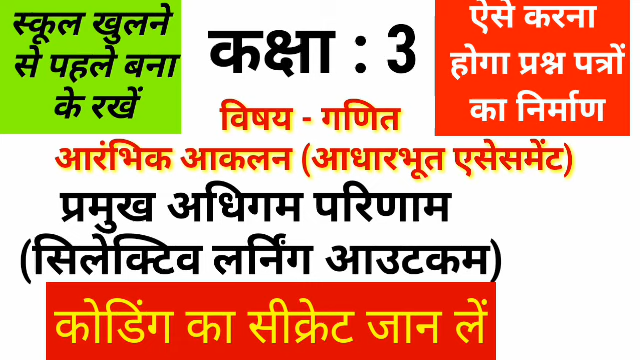 स्कूल खुलने
से पहले बना
के रखें
कक्षा : 3
ऐसे करना
होगा प्रश्न पत्रों
का निर्माण
विषय - गणित
आरंभिक आकलन (आधारभूत एसेसमेंट)
प्रमुख अधिगम परिणाम
(सिलेक्टिव लर्निंग आउटकम)
कोडिंग का सीक्रेट जान लें